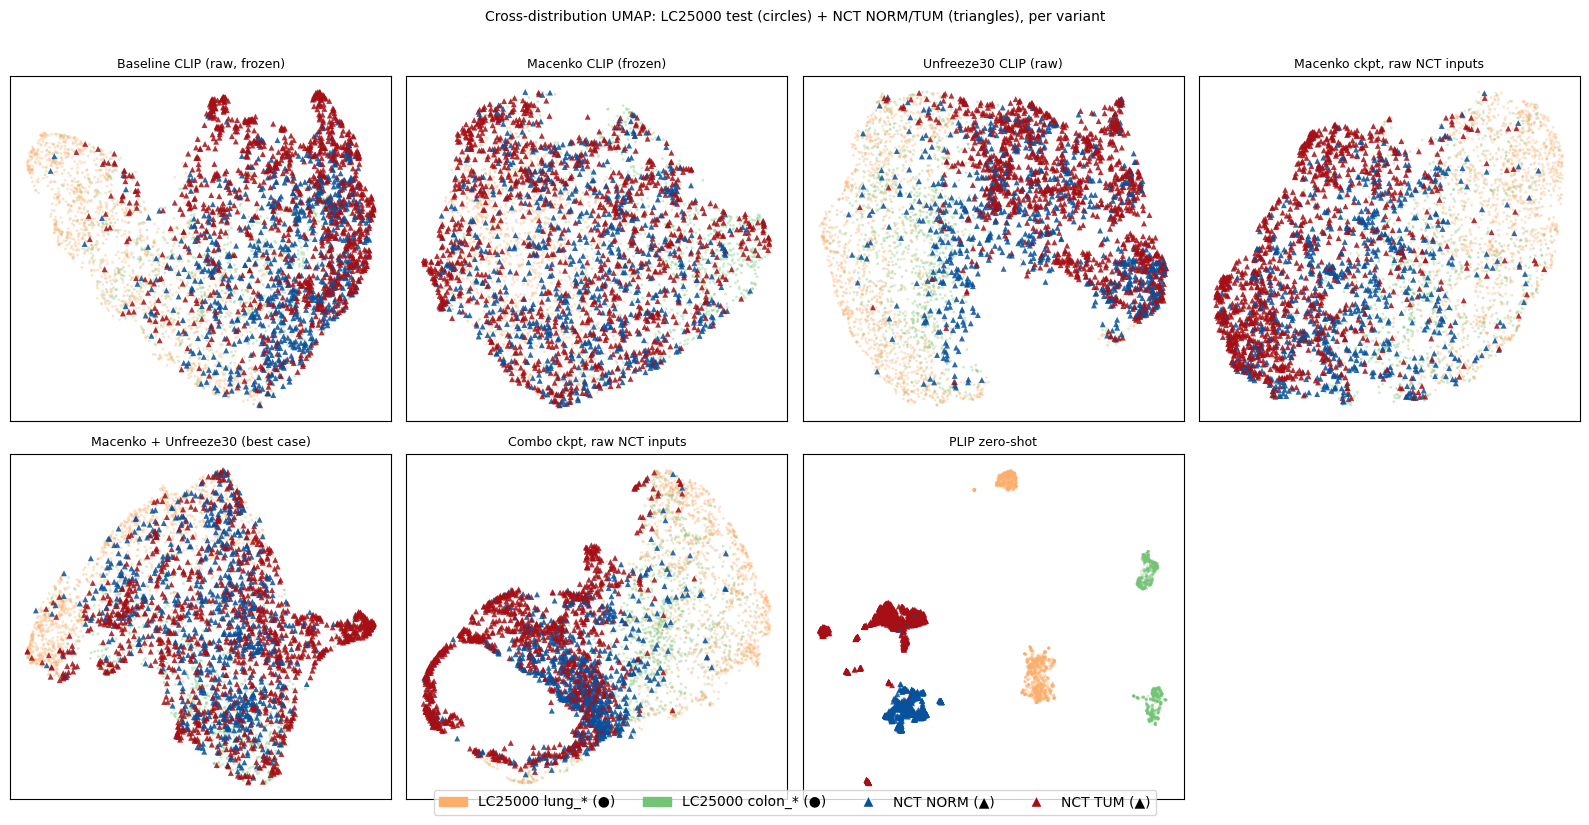 Cross-distribution UMAP: LC25000 test (circles) + NCT NORM/TUM (triangles), per variant
Baseline CLIP (raw, frozen)
Macenko CLIP (frozen)
Unfreeze30 CLIP (raw)
Macenko ckpt, raw NCT inputs
Macenko + Unfreeze30 (best case)
Combo ckpt, raw NCT inputs
PLIP zero-shot
LC25000 lung_* (●)
LC25000 colon_* (●)
NCT NORM (▲)
NCT TUM (▲)